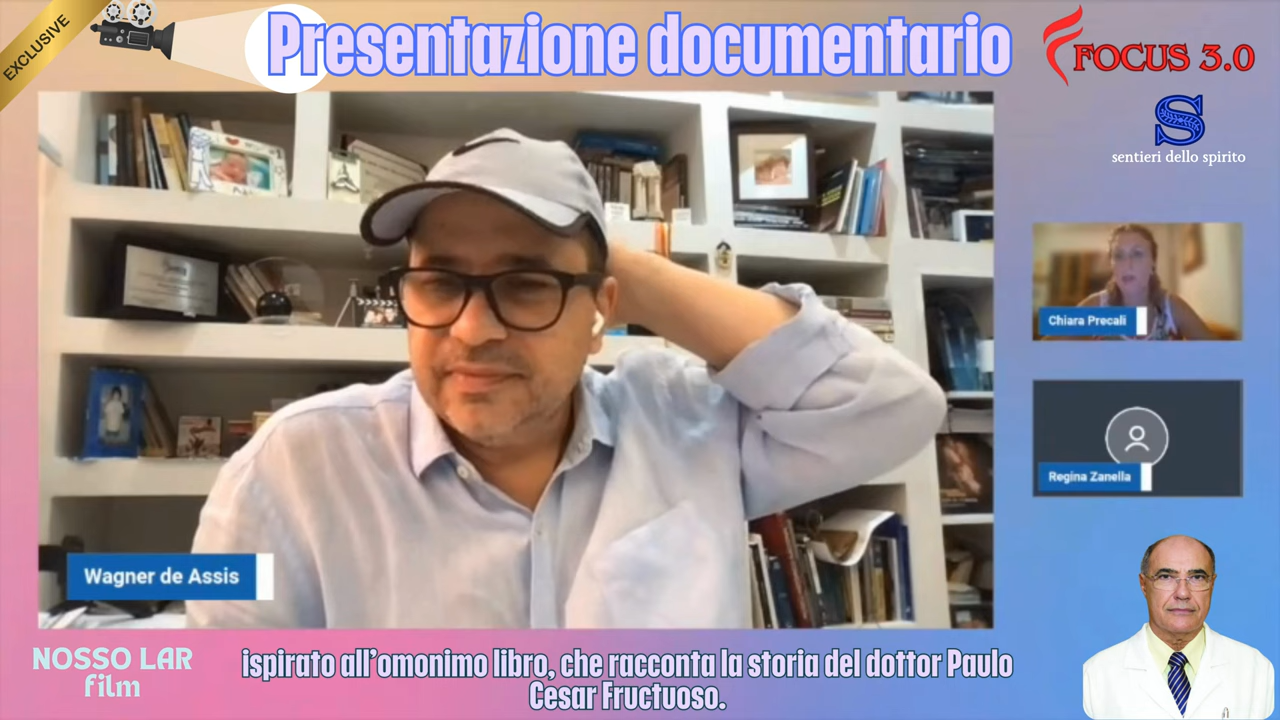 EXCLUSIVE
Presentazione documentario
FOCUS 3.0
S
sentieri dello spirito
Chiara Precali
Regina Zanella
Wagner de Assis
NOSSO LAR
film
ispirato all'omonimo libro, che racconta la storia del dottor Paulo
Cesar Fructuoso.